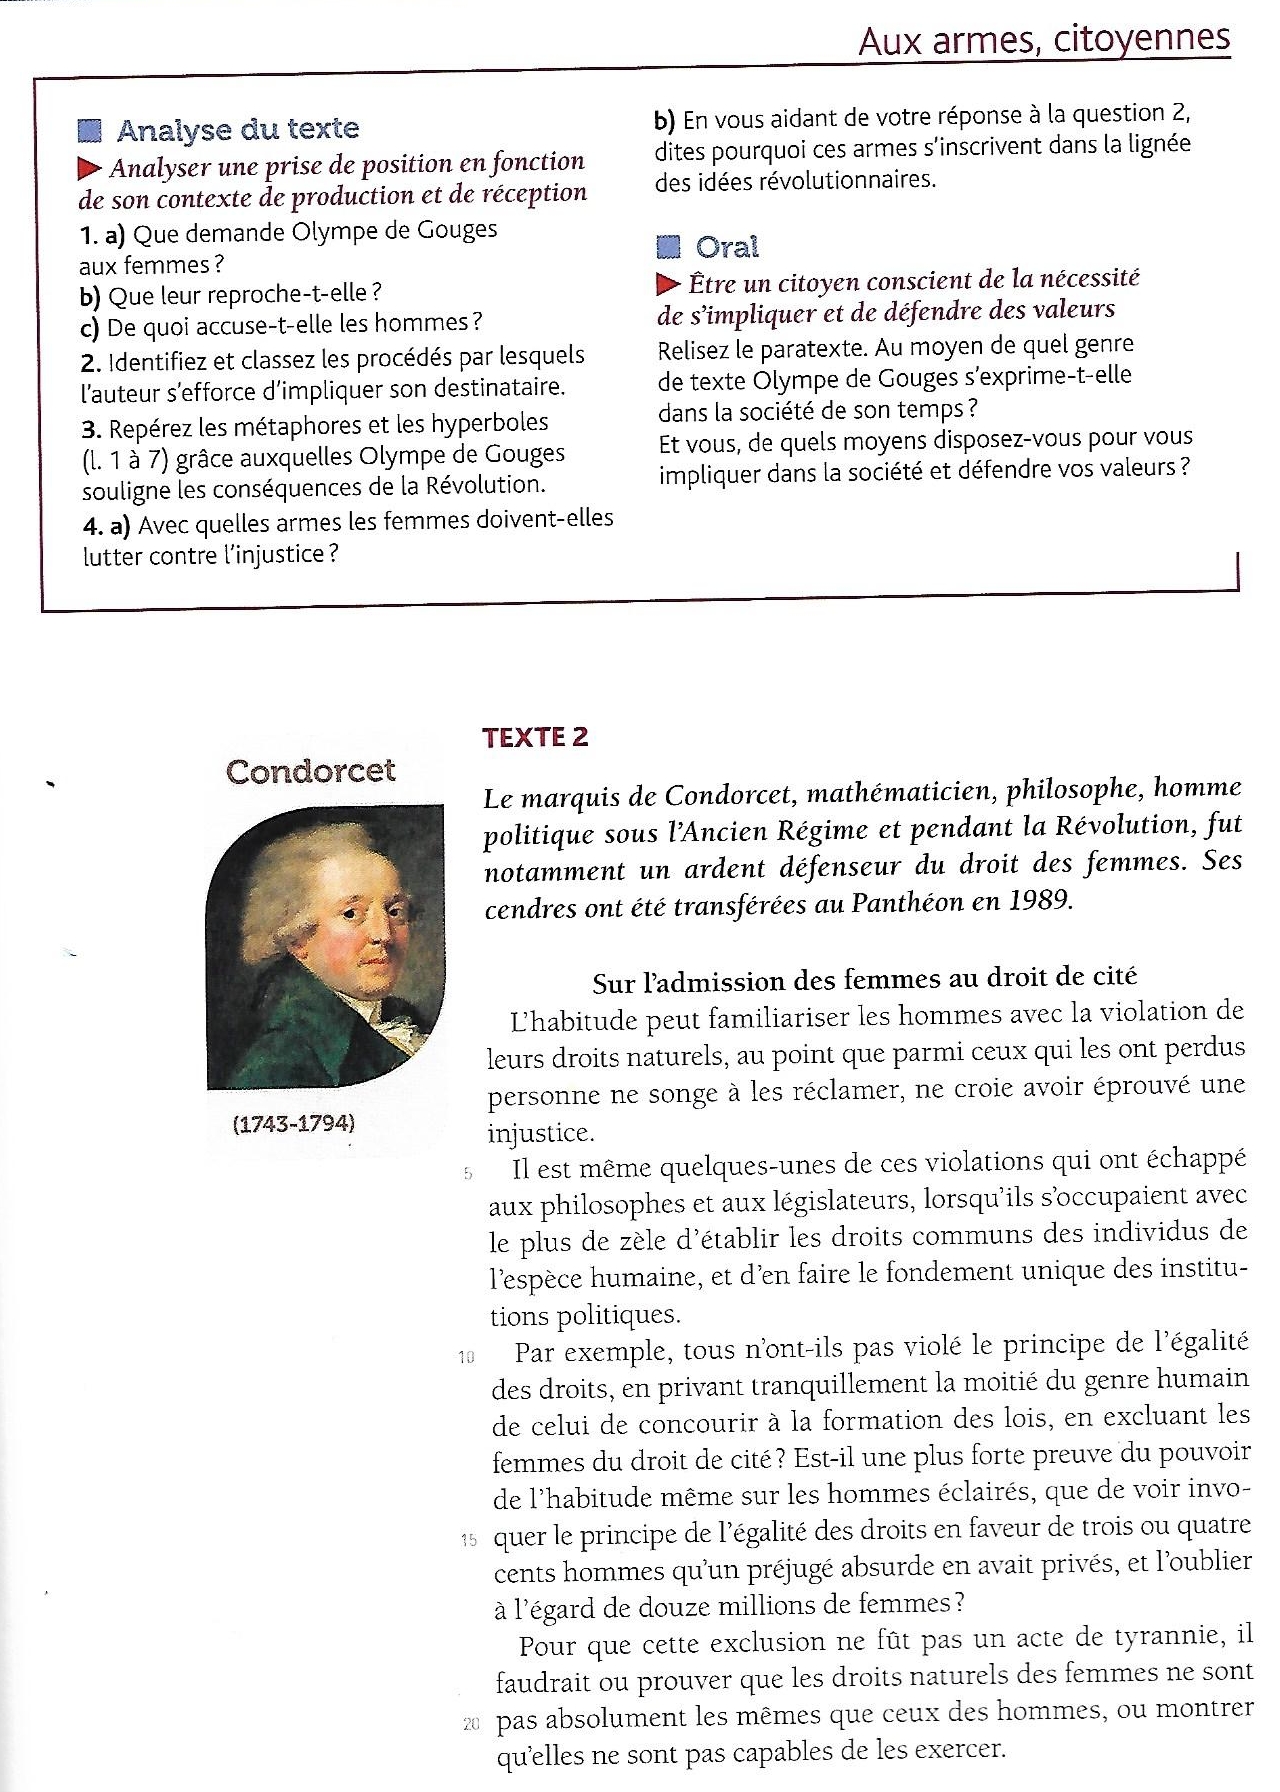 Aux armes, citoyennes
Analyse du texte
Analyser une prise de position en fonction
de son contexte de production et de réception
1. a) Que demande Olympe de Gouges
aux femmes ?
b) Que leur reproche-t-elle ?
c) De quoi accuse-t-elle les hommes ?
2. Identifiez et classez les procédés par lesquels
l'auteur s'efforce d'impliquer son destinataire.
3. Repérez les métaphores et les hyperboles
(l. 1 à 7) grâce auxquelles Olympe de Gouges
souligne les conséquences de la Révolution.
4. a) Avec quelles armes les femmes doivent-elles
lutter contre l'injustice ?
b) En vous aidant de votre réponse à la question 2,
dites pourquoi ces armes s'inscrivent dans la lignée
des idées révolutionnaires.
Oral
Être un citoyen conscient de la nécessité
de s'impliquer et de défendre des valeurs
Relisez le paratexte. Au moyen de quel genre
de texte Olympe de Gouges s'exprime-t-elle
dans la société de son temps ?
Et vous, de quels moyens disposez-vous pour vous
impliquer dans la société et défendre vos valeurs ?
Condorcet
(1743-1794)
TEXTE 2
Le marquis de Condorcet, mathématicien, philosophe, homme
politique sous l'Ancien Régime et pendant la Révolution, fut
notamment un ardent défenseur du droit des femmes. Ses
cendres ont été transférées au Panthéon en 1989.
Sur l'admission des femmes au droit de cité
L'habitude peut familiariser les hommes avec la violation de
leurs droits naturels, au point que parmi ceux qui les ont perdus
personne ne songe à les réclamer, ne croie avoir éprouvé une
injustice.
5 Il est même quelques-unes de ces violations qui ont échappé
aux philosophes et aux législateurs, lorsqu'ils s'occupaient avec
le plus de zèle d'établir les droits communs des individus de
l'espèce humaine, et d'en faire le fondement unique des institu-
tions politiques.
10 Par exemple, tous n'ont-ils pas violé le principe de l'égalité
des droits, en privant tranquillement la moitié du genre humain
de celui de concourir à la formation des lois, en excluant les
femmes du droit de cité ? Est-il une plus forte preuve du pouvoir
de l'habitude même sur les hommes éclairés, que de voir invo-
15 quer le principe de l'égalité des droits en faveur de trois ou quatre
cents hommes qu'un préjugé absurde en avait privés, et l'oublier
à l'égard de douze millions de femmes ?
Pour que cette exclusion ne fût pas un acte de tyrannie, il
faudrait ou prouver que les droits naturels des femmes ne sont
20 pas absolument les mêmes que ceux des hommes, ou montrer
qu'elles ne sont pas capables de les exercer.